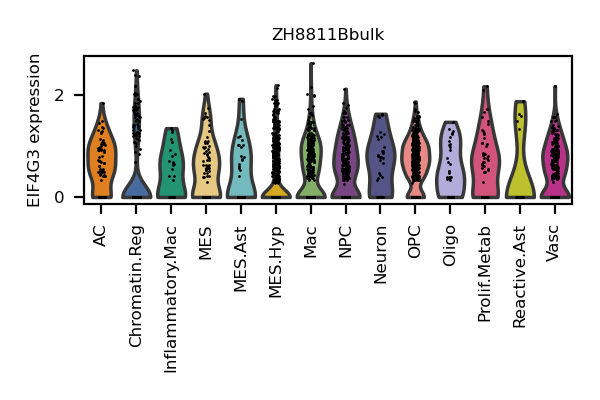 ZH8811Bbulk
EIF4G3 expression
2
0
AC
Chromatin.Reg
Inflammatory.Mac
MES
MES.Ast
MES.Hyp
Mac
NPC
Neuron
OPC
Oligo
Prolif.Metab
Reactive.Ast
Vasc